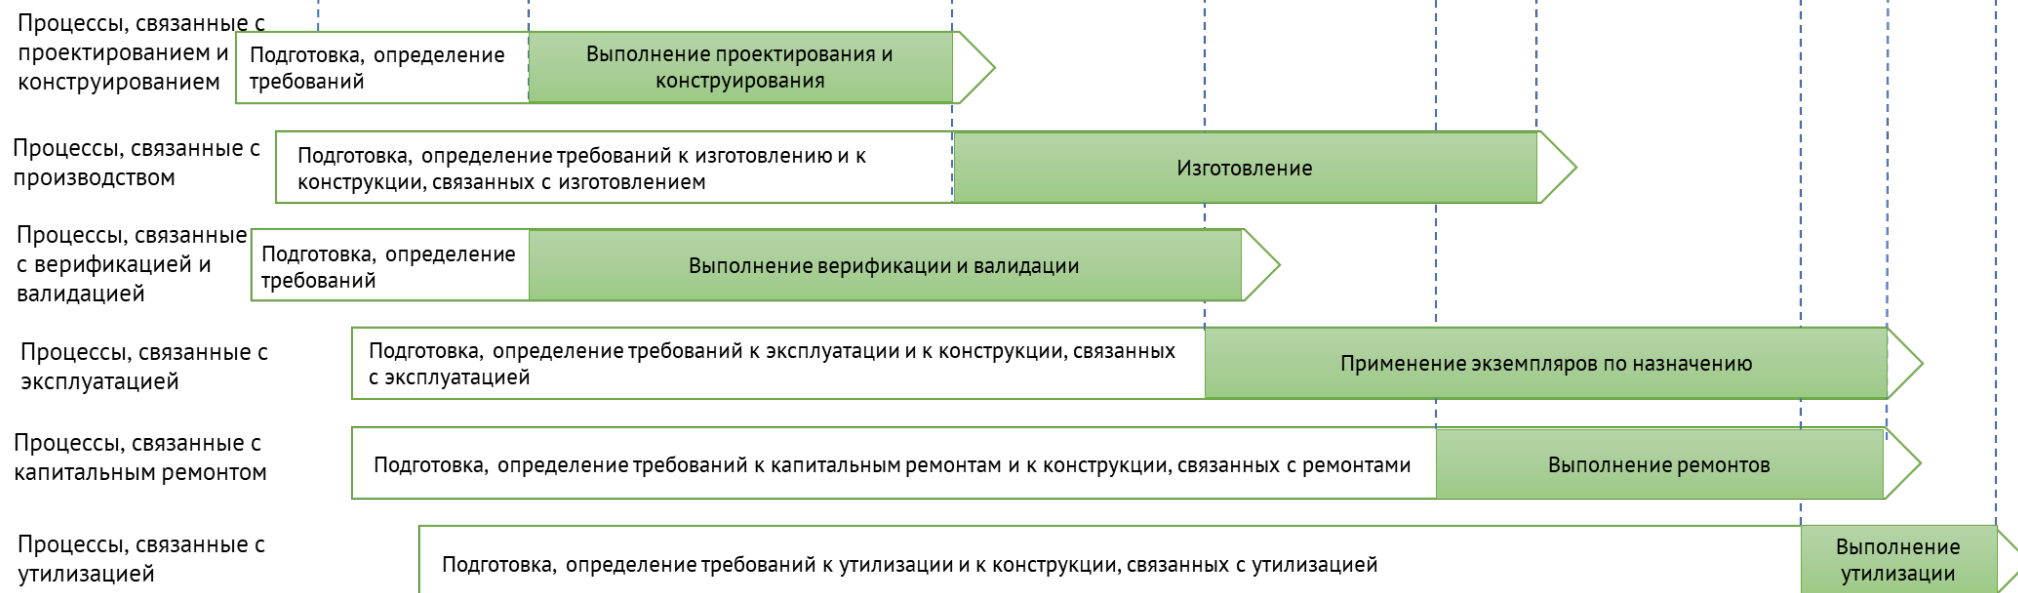 Процессы, связанные с
проектированием и
конструированием
Подготовка, определение
требований
Выполнение проектирования и
конструирования
Процессы, связанные с
производством
Подготовка, определение требований к изготовлению и к
конструкции, связанных с изготовлением
Изготовление
Процессы, связанные
с верификацией и
валидацией
Подготовка, определение
требований
Выполнение верификации и валидации
Процессы, связанные с
эксплуатацией
Подготовка, определение требований к эксплуатации и к конструкции, связанных
с эксплуатацией
Применение экземпляров по назначению
Процессы, связанные с
капитальным ремонтом
Подготовка, определение требований к капитальным ремонтам и к конструкции, связанных с ремонтами
Выполнение ремонтов
Процессы, связанные с
утилизацией
Подготовка, определение требований к утилизации и к конструкции, связанных с утилизацией
Выполнение
утилизации